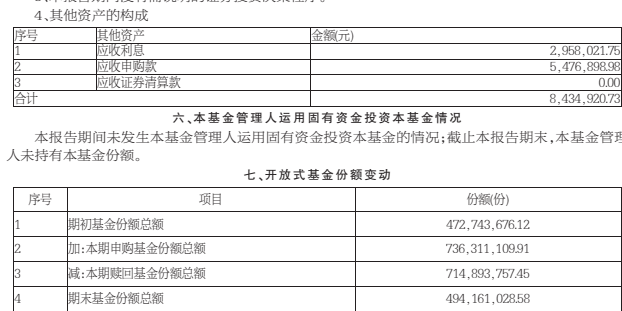 4、其他资产的构成
序号 其他资产 金额(元)
1 应收利息 2,958,021.75
2 应收申购款 5,476,898.98
3 应收证券清算款 0.00
合计 8,434,920.73
六、本基金管理人运用固有资金投资本基金情况
本报告期间未发生本基金管理人运用固有资金投资本基金的情况;截止本报告期末,本基金管理
人未持有本基金份额。
七、开放式基金份额变动
序号 项目 份额(份)
1 期初基金份额总额 472,743,676.12
2 加:本期申购基金份额总额 736,311,109.91
3 减:本期赎回基金份额总额 714,893,757.45
4 期末基金份额总额 494,161,028.58